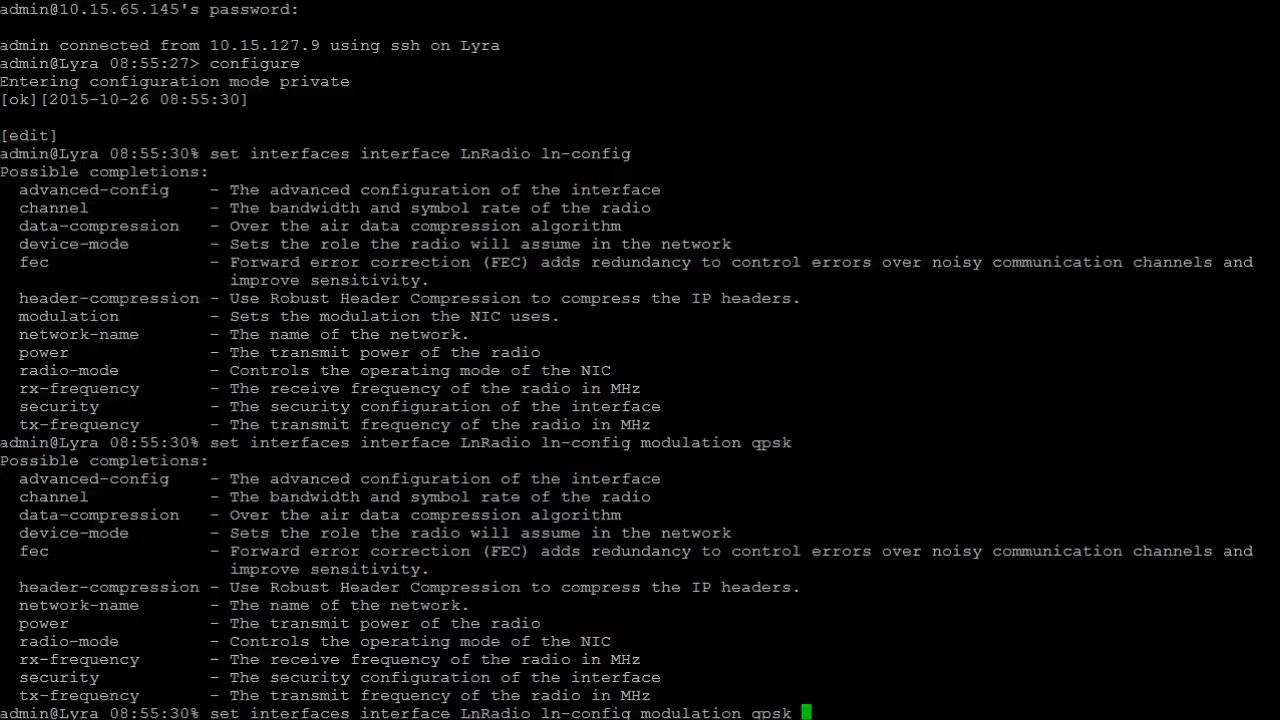 admin@10.15.65.145's password:
admin connected from 10.15.127.9 using ssh on Lyra
admin@Lyra 08:55:27> configure
Entering configuration mode private
[ok][2015-10-26 08:55:30]
[edit]
admin@Lyra 08:55:30% set interfaces interface LnRadio ln-config
Possible completions:
advanced-config - The advanced configuration of the interface
channel - The bandwidth and symbol rate of the radio
data-compression - Over the air data compression algorithm
device-mode - Sets the role the radio will assume in the network
fec - Forward error correction (FEC) adds redundancy to control errors over noisy communication channels and
improve sensitivity.
header-compression - Use Robust Header Compression to compress the IP headers.
modulation - Sets the modulation the NIC uses.
network-name - The name of the network.
power - The transmit power of the radio
radio-mode - Controls the operating mode of the NIC
rx-frequency - The receive frequency of the radio in MHz
security - The security configuration of the interface
tx-frequency - The transmit frequency of the radio in MHz
admin@Lyra 08:55:30% set interfaces interface LnRadio ln-config modulation qpsk
Possible completions:
advanced-config - The advanced configuration of the interface
channel - The bandwidth and symbol rate of the radio
data-compression - Over the air data compression algorithm
device-mode - Sets the role the radio will assume in the network
fec - Forward error correction (FEC) adds redundancy to control errors over noisy communication channels and
improve sensitivity.
header-compression - Use Robust Header Compression to compress the IP headers.
network-name - The name of the network.
power - The transmit power of the radio
radio-mode - Controls the operating mode of the NIC
rx-frequency - The receive frequency of the radio in MHz
security - The security configuration of the interface
tx-frequency - The transmit frequency of the radio in MHz
admin@Lyra 08:55:30% set interfaces interface LnRadio ln-config modulation qpsk